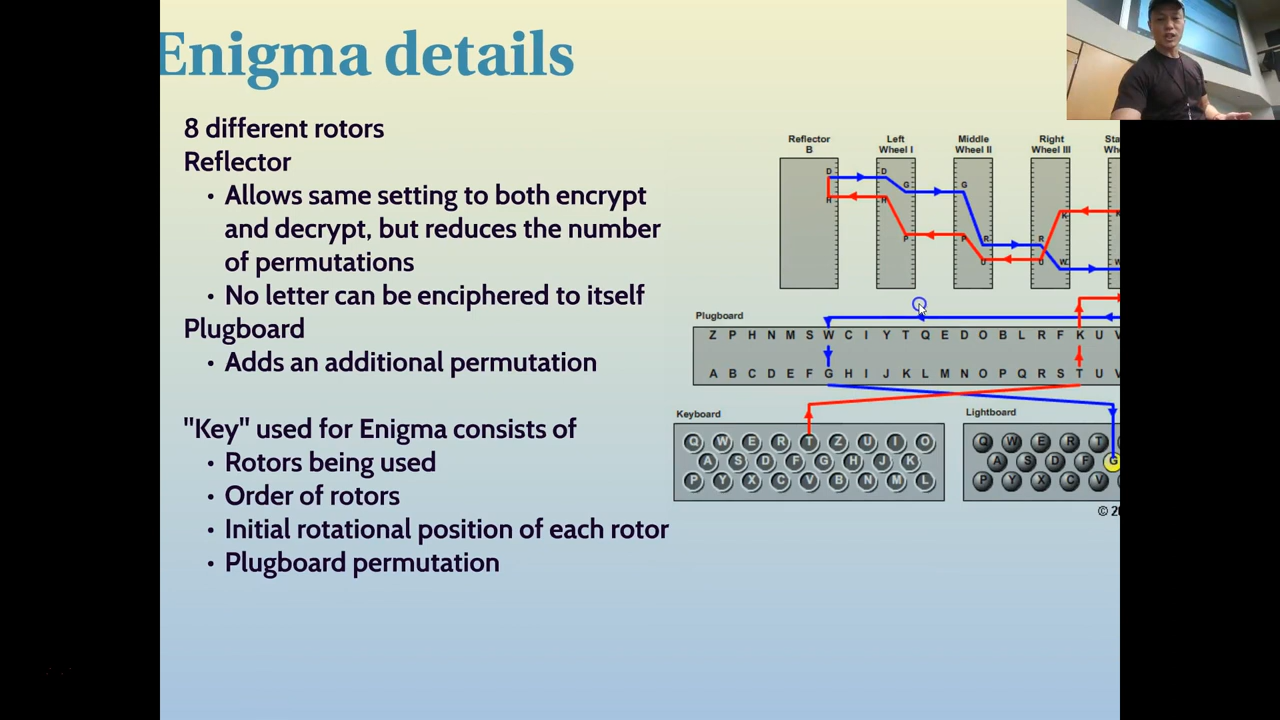 Enigma details
8 different rotors
Reflector
• Allows same setting to both encrypt
and decrypt, but reduces the number
of permutations
• No letter can be enciphered to itself
Plugboard
• Adds an additional permutation
"Key" used for Enigma consists of
• Rotors being used
• Order of rotors
• Initial rotational position of each rotor
• Plugboard permutation
Reflector
B
Left
Wheel I
Middle
Wheel II
Right
Wheel III
D
H
D
G
H
P
G
R
P
U
R
K
U
W
Plugboard
Z P H N M S W C I Y T Q E D O B L R F K U V
A B C D E F G H I J K L M N O P Q R S T U V
Keyboard
Q W E R T Z U I O
A S D F G H J K
P Y X C V B N M L
Lightboard
Q W E R T
A S D F G
P Y X C V
©